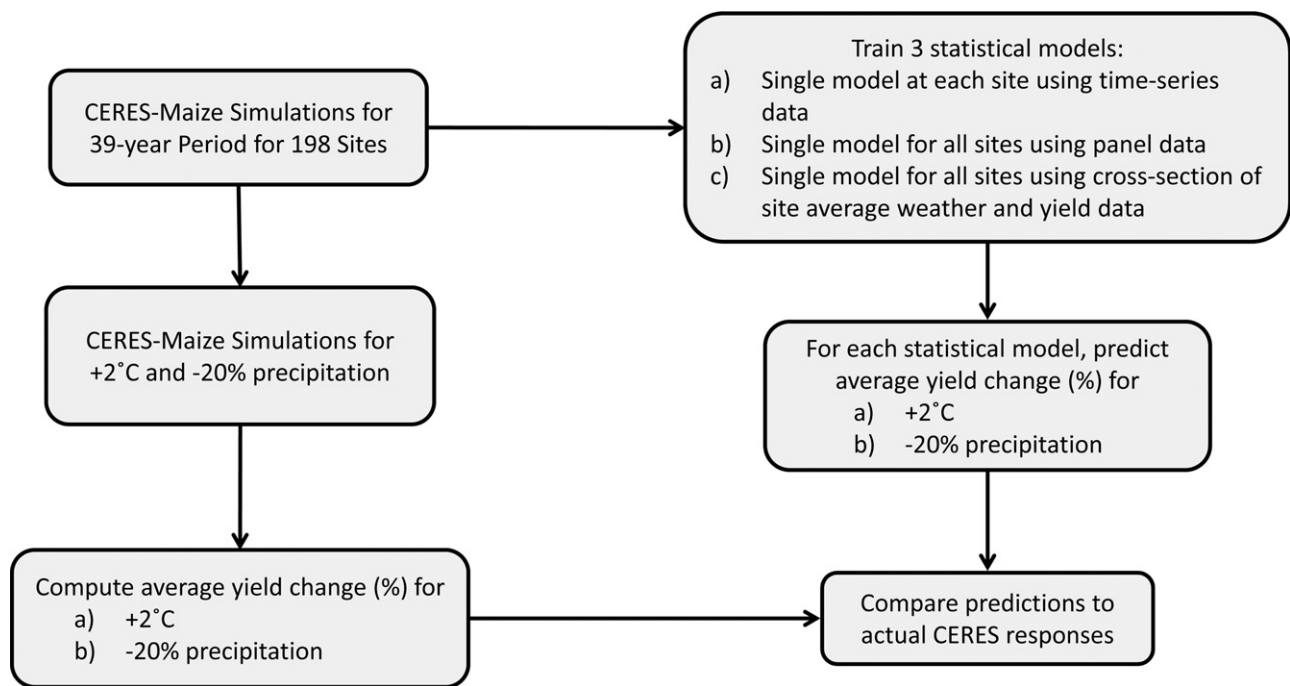 CERES-Maize Simulations for
39-year Period for 198 Sites
Train 3 statistical models:
a) Single model at each site using time-series
data
b) Single model for all sites using panel data
c) Single model for all sites using cross-section of
site average weather and yield data
CERES-Maize Simulations for
+2˚C and -20% precipitation
For each statistical model, predict
average yield change (%) for
a) +2˚C
b) -20% precipitation
Compute average yield change (%) for
a) +2˚C
b) -20% precipitation
Compare predictions to
actual CERES responses